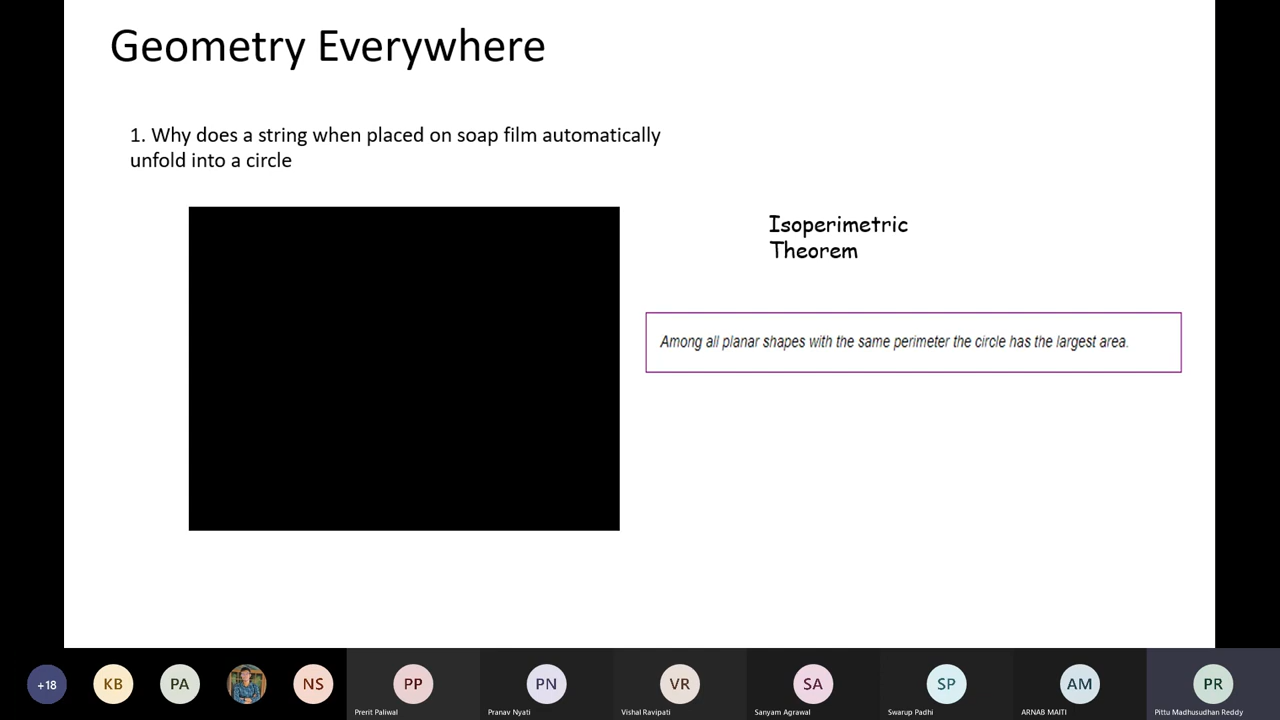 Geometry Everywhere
1. Why does a string when placed on soap film automatically
unfold into a circle
Isoperimetric
Theorem
Among all planar shapes with the same perimeter the circle has the largest area.
+18
KB
PA
NS
PP
PN
VR
SA
SP
AM
PR
Prerit Paliwal
Pranav Nyati
Vishal Ravipati
Sanyam Agrawal
Swarup Padhi
ARNAB MAITI
Pittu Madhusudhan Reddy